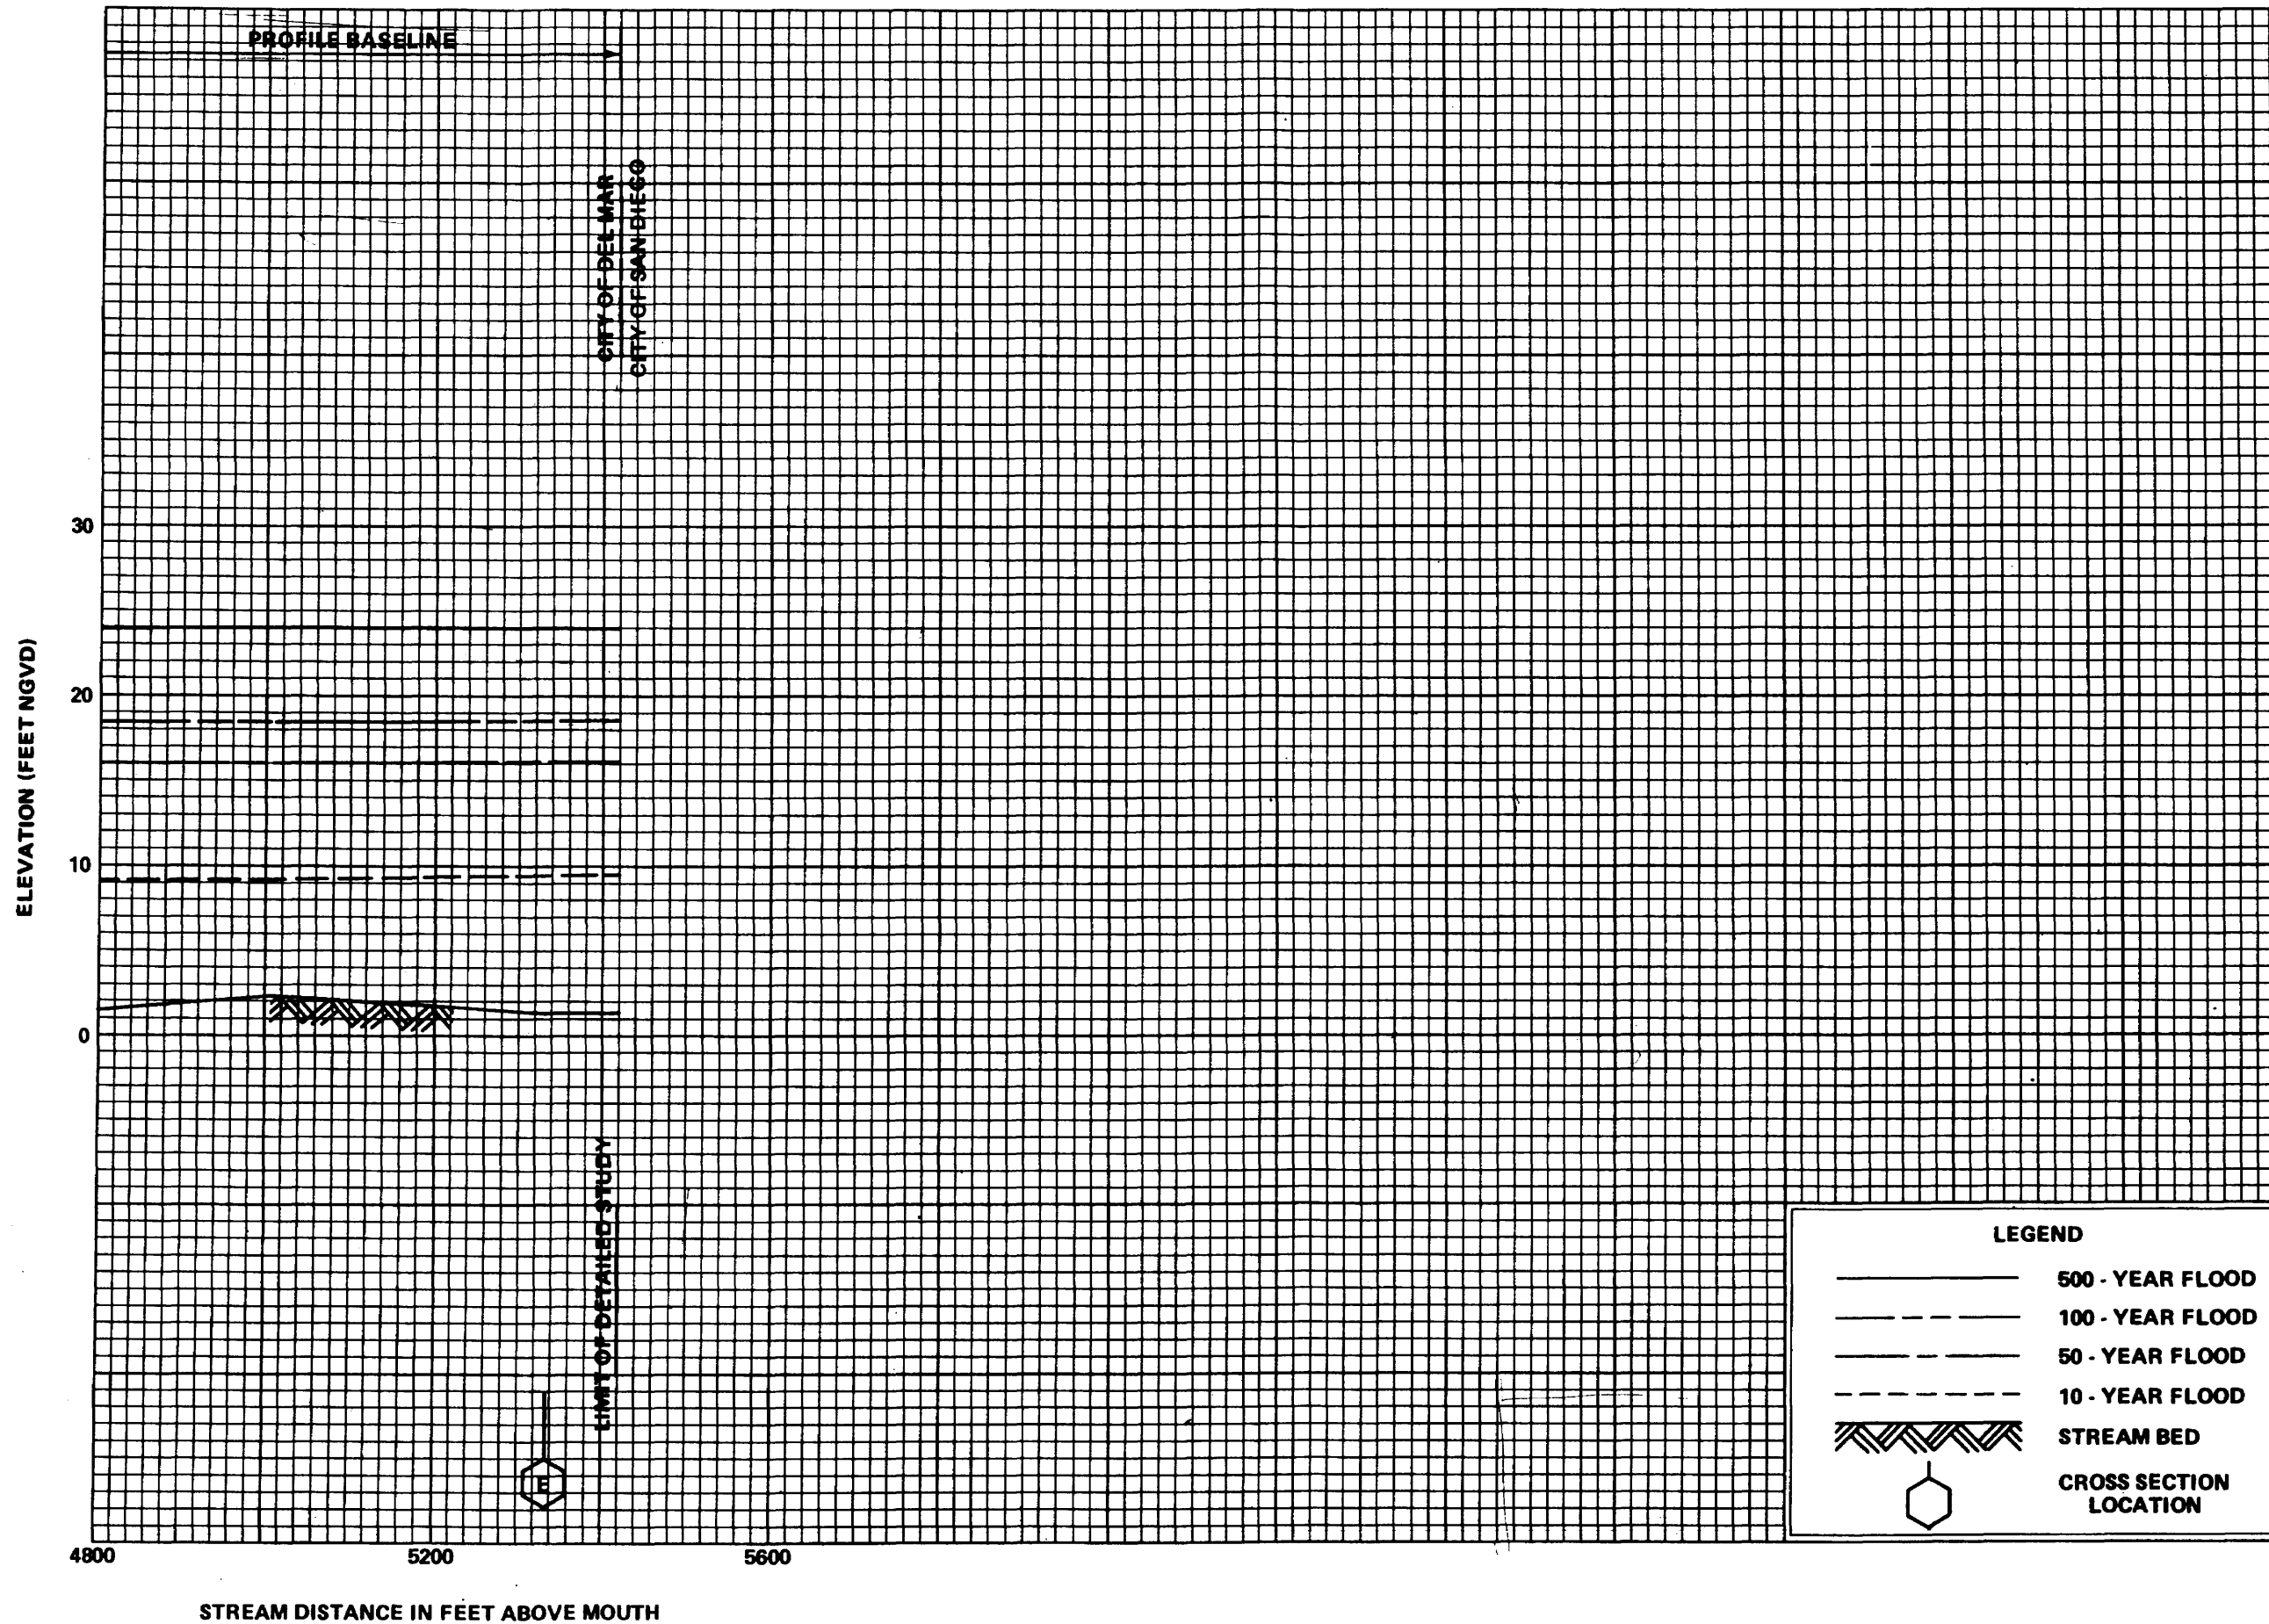 PROFILE BASELINE
CITY OF DEL MAR
CITY OF SAN DIEGO
ELEVATION (FEET NGVD)
30
20
10
0
LIMIT OF DETAILED STUDY
E
4800
5200
5600
STREAM DISTANCE IN FEET ABOVE MOUTH
LEGEND
500 - YEAR FLOOD
100 - YEAR FLOOD
50 - YEAR FLOOD
10 - YEAR FLOOD
STREAM BED
CROSS SECTION
LOCATION